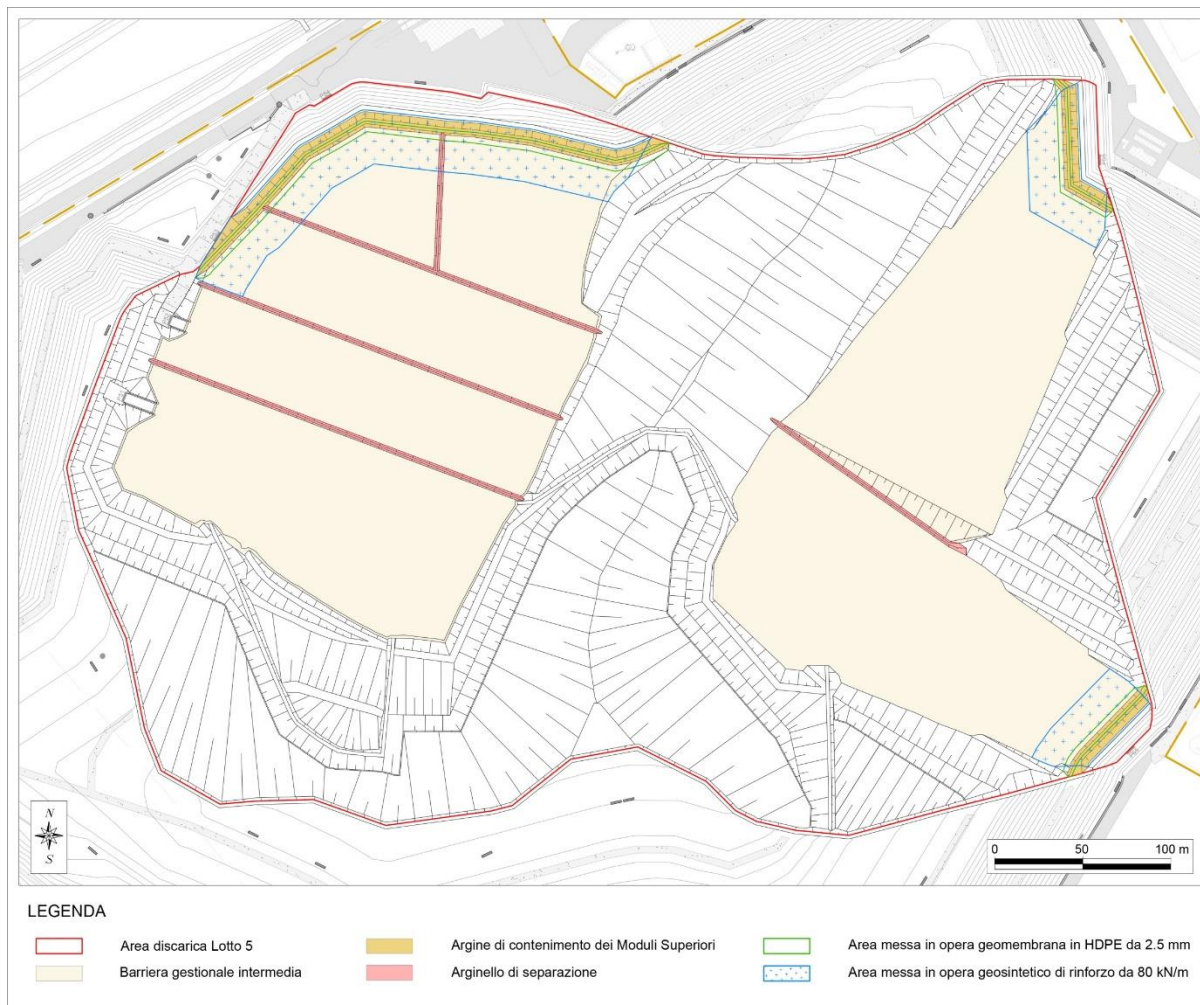 N
S
0 50 100 m
LEGENDA
Area discarica Lotto 5
Argine di contenimento dei Moduli Superiori
Area messa in opera geomembrana in HDPE da 2.5 mm
Barriera gestionale intermedia
Arginello di separazione
Area messa in opera geosintetico di rinforzo da 80 kN/m